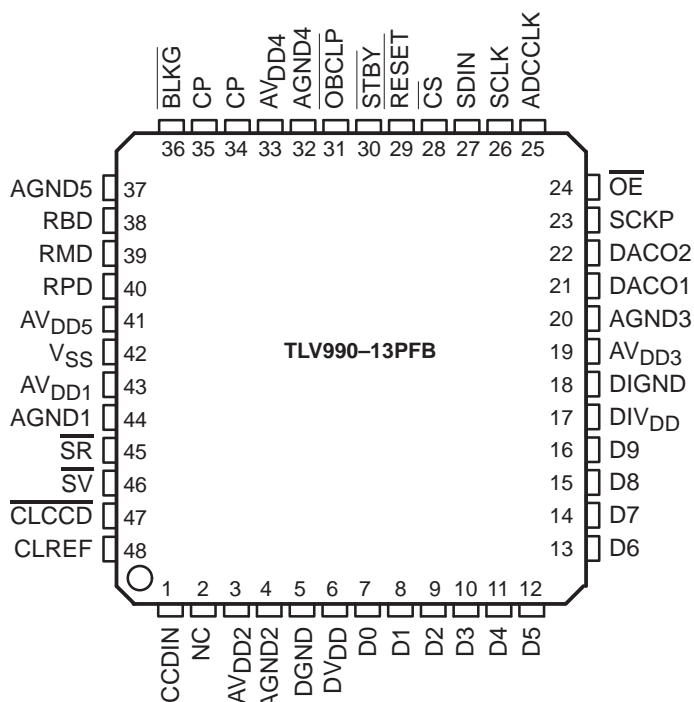 BLKG
CP
CP
AVDD4
AGND4
OBCLP
STBY
RESET
CS
SDIN
SCLK
ADCCLK
36 35 34 33 32 31 30 29 28 27 26 25
AGND5 37
RBD 38
RMD 39
RPD 40
AVDD5 41
VSS 42
AVDD1 43
AGND1 44
SR 45
SV 46
CLCCD 47
CLREF 48
TLV990–13PFB
24 OE
23 SCKP
22 DACO2
21 DACO1
20 AGND3
19 AVDD3
18 DIGND
17 DIVDD
16 D9
15 D8
14 D7
13 D6
1 2 3 4 5 6 7 8 9 10 11 12
CCDIN
NC
AVDD2
AGND2
DGND
DVDD
D0
D1
D2
D3
D4
D5